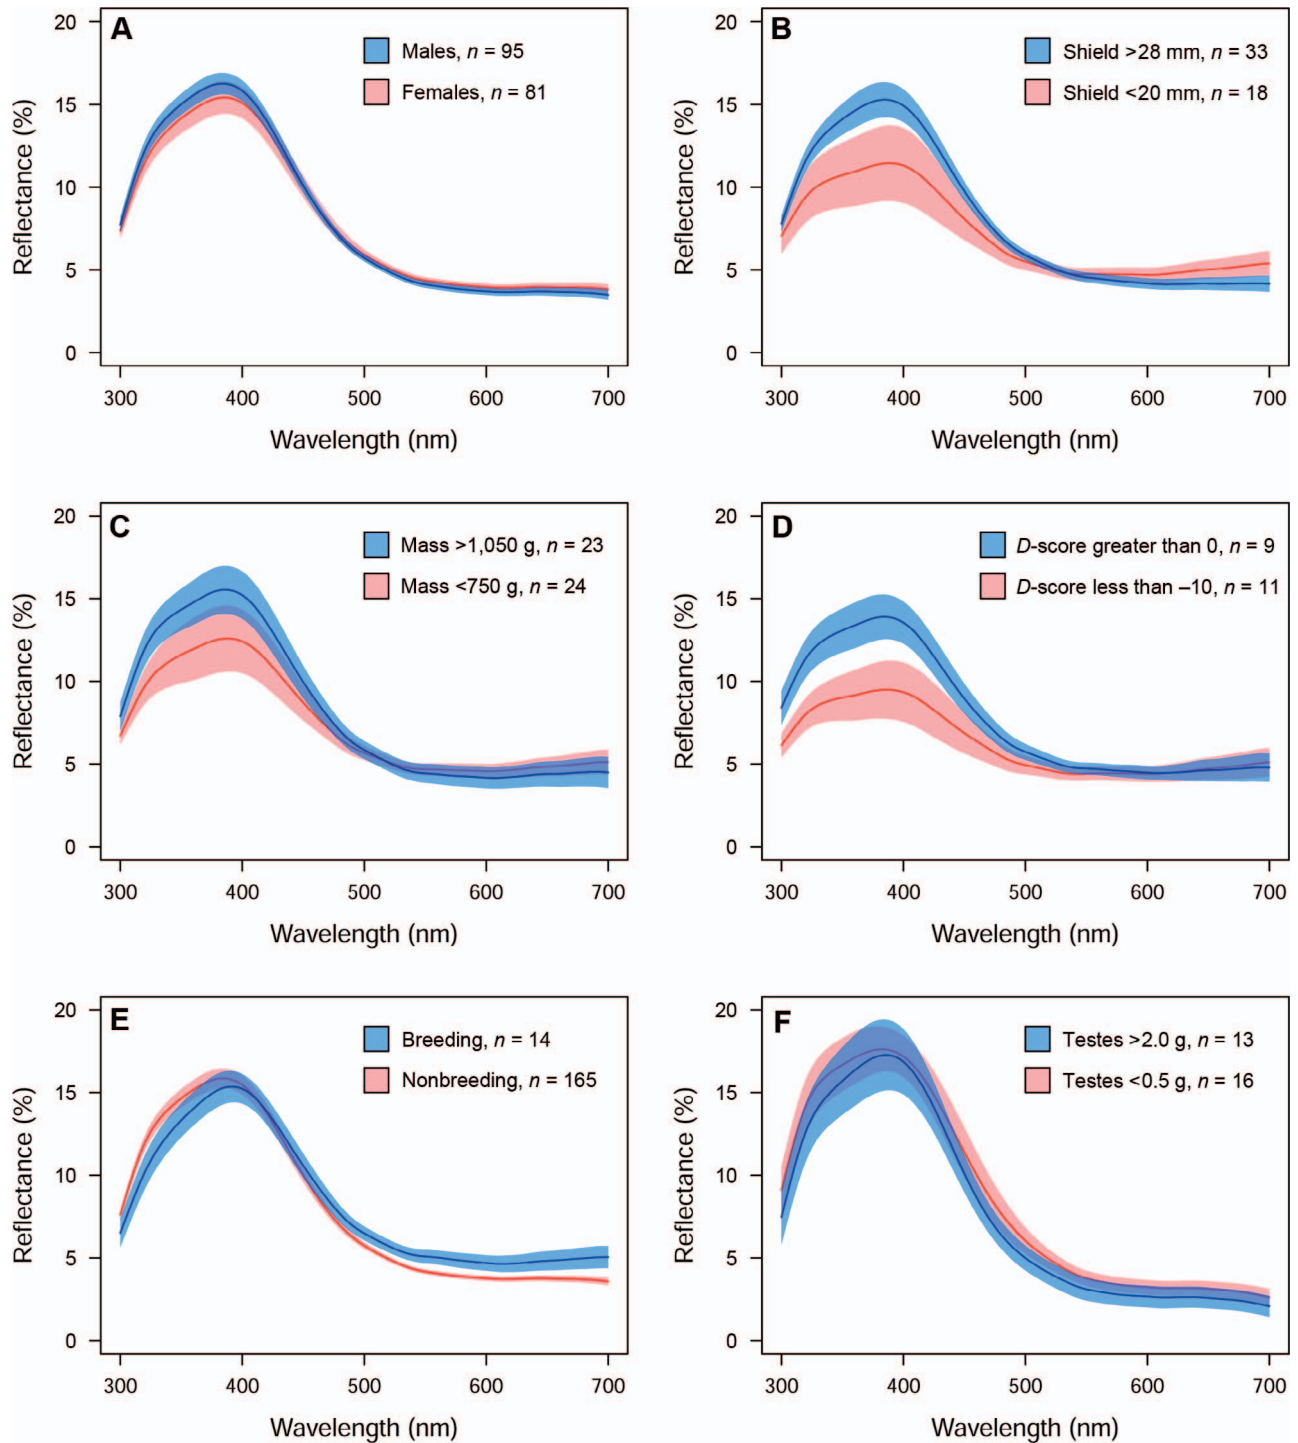 A
Males, n = 95
Females, n = 81
20
15
10
5
0
Reflectance (%)
300 400 500 600 700
Wavelength (nm)
B
Shield >28 mm, n = 33
Shield <20 mm, n = 18
20
15
10
5
0
Reflectance (%)
300 400 500 600 700
Wavelength (nm)
C
Mass >1,050 g, n = 23
Mass <750 g, n = 24
20
15
10
5
0
Reflectance (%)
300 400 500 600 700
Wavelength (nm)
D
D-score greater than 0, n = 9
D-score less than –10, n = 11
20
15
10
5
0
Reflectance (%)
300 400 500 600 700
Wavelength (nm)
E
Breeding, n = 14
Nonbreeding, n = 165
20
15
10
5
0
Reflectance (%)
300 400 500 600 700
Wavelength (nm)
F
Testes >2.0 g, n = 13
Testes <0.5 g, n = 16
20
15
10
5
0
Reflectance (%)
300 400 500 600 700
Wavelength (nm)